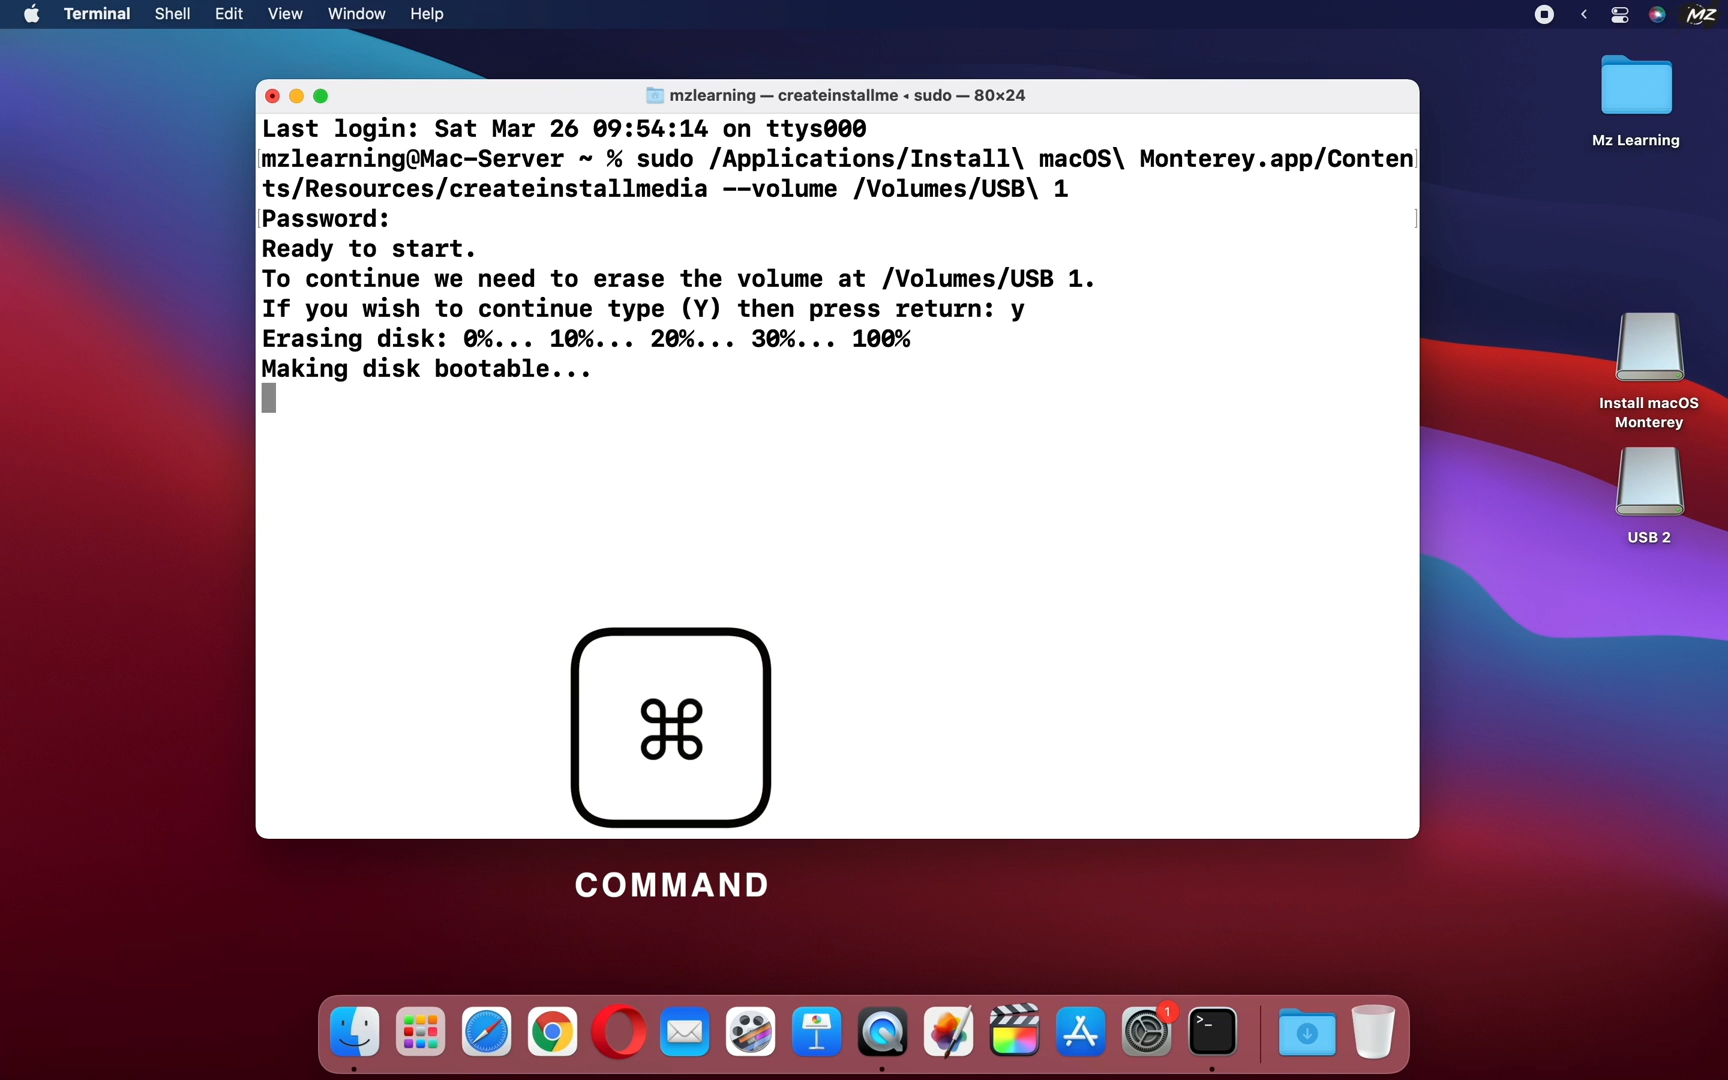 Terminal Shell Edit View Window Help
MZ
mzlearning — createinstallme ◂ sudo — 80×24
Last login: Sat Mar 26 09:54:14 on ttys000
mzlearning@Mac-Server ~ % sudo /Applications/Install\ macOS\ Monterey.app/Conten
ts/Resources/createinstallmedia --volume /Volumes/USB\ 1
Password:
Ready to start.
To continue we need to erase the volume at /Volumes/USB 1.
If you wish to continue type (Y) then press return: y
Erasing disk: 0%... 10%... 20%... 30%... 100%
Making disk bootable...
Mz Learning
Install macOS
Monterey
USB 2
⌘
COMMAND
1
>_